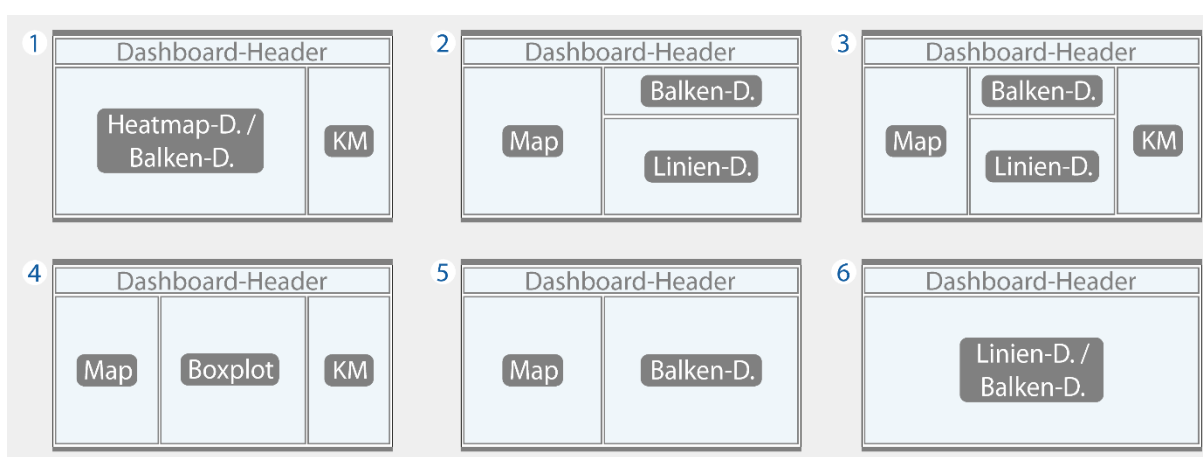 1
Dashboard-Header
Heatmap-D. /
Balken-D.
KM
2
Dashboard-Header
Map
Balken-D.
Linien-D.
3
Dashboard-Header
Map
Balken-D.
Linien-D.
KM
4
Dashboard-Header
Map
Boxplot
KM
5
Dashboard-Header
Map
Balken-D.
6
Dashboard-Header
Linien-D. /
Balken-D.